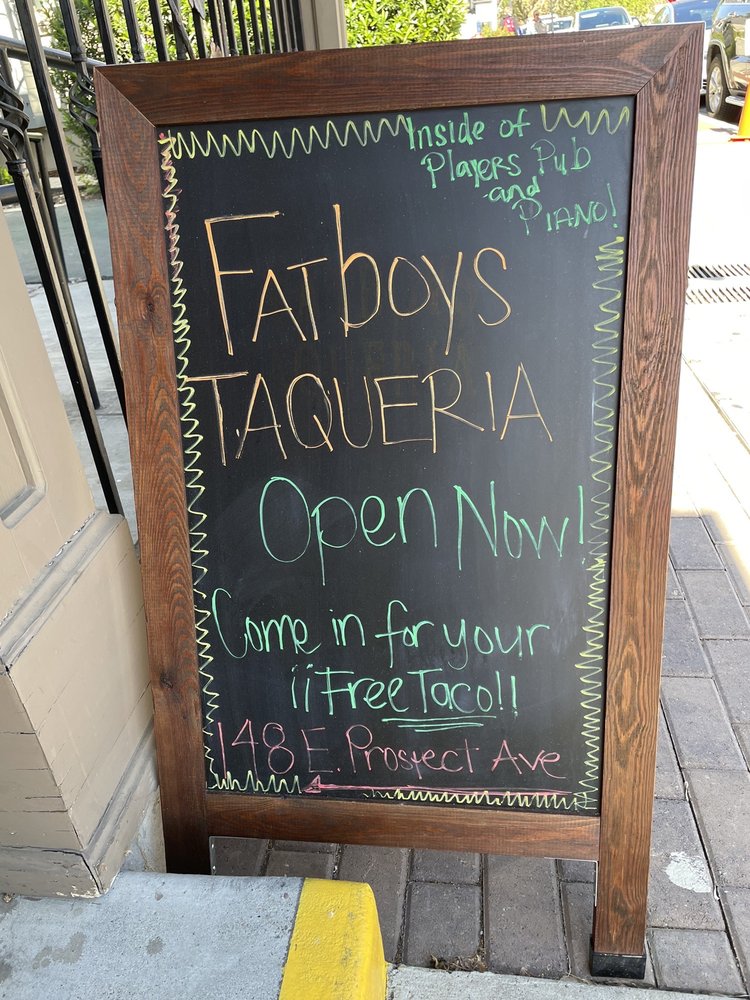 Inside of
Players Pub
and
Piano!
Fatboys
TAQUERIA
Open Now!
Come in for your
¡¡Free Taco!!
148 E. Prospect Ave